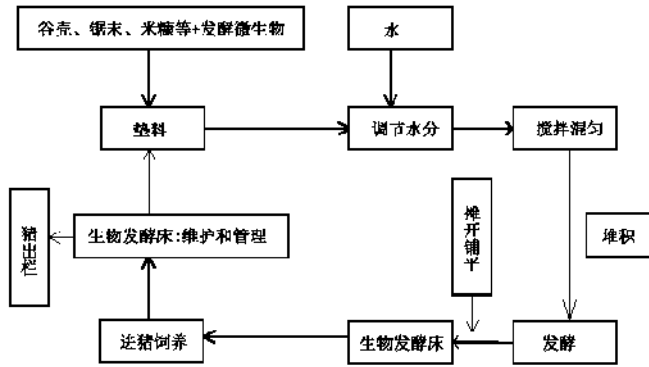 谷壳、锯末、米糠等+发酵微生物
水
垫料
调节水分
搅拌混匀
猪出栏
生物发酵床:维护和管理
摊开铺平
堆积
进猪饲养
生物发酵床
发酵